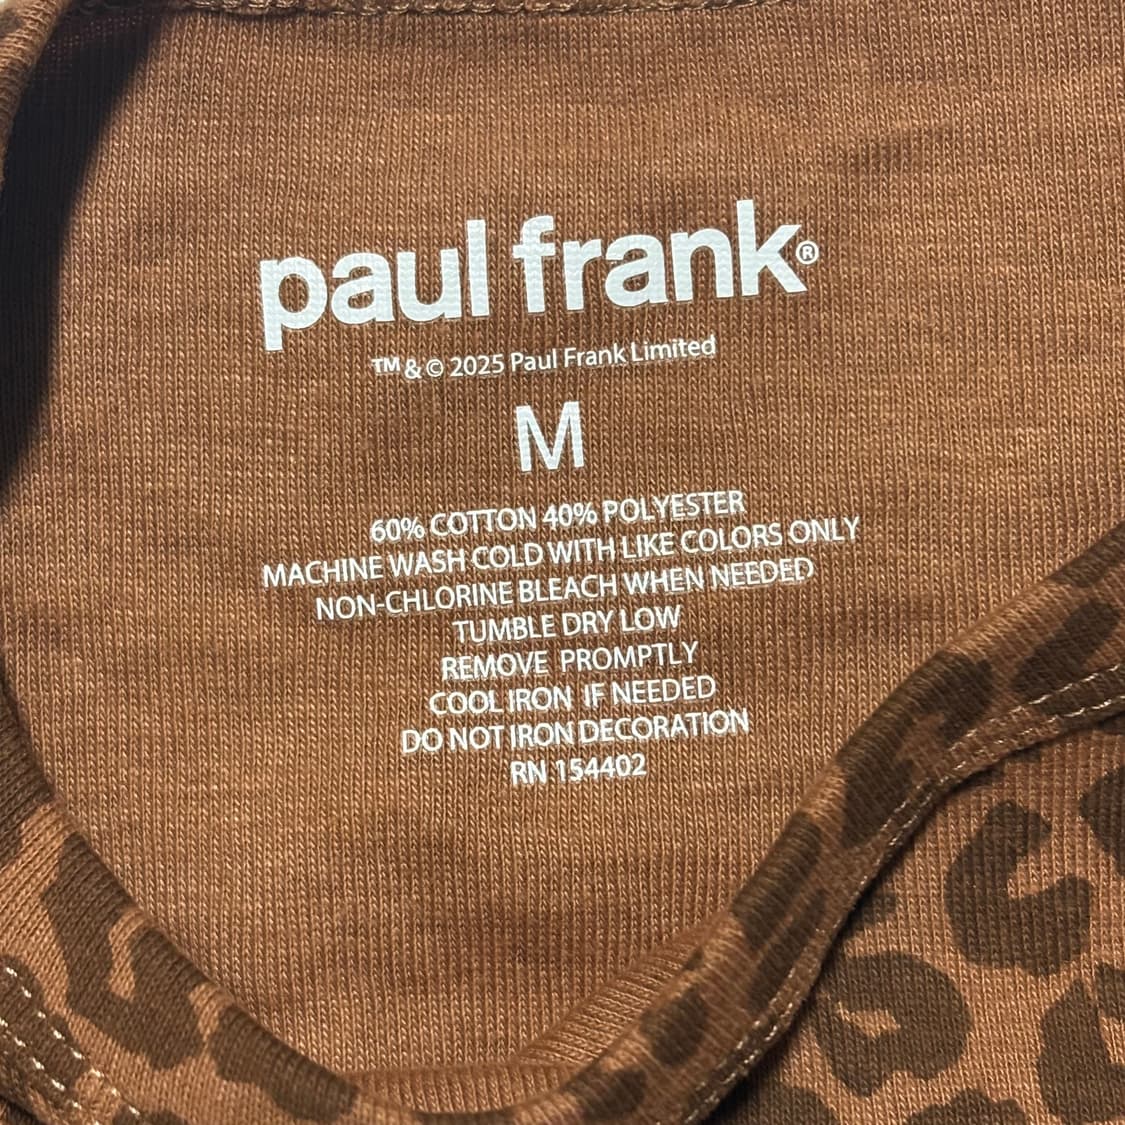 paul frank®
™ & © 2025 Paul Frank Limited
M
60% COTTON 40% POLYESTER
MACHINE WASH COLD WITH LIKE COLORS ONLY
NON-CHLORINE BLEACH WHEN NEEDED
TUMBLE DRY LOW
REMOVE PROMPTLY
COOL IRON IF NEEDED
DO NOT IRON DECORATION
RN 154402